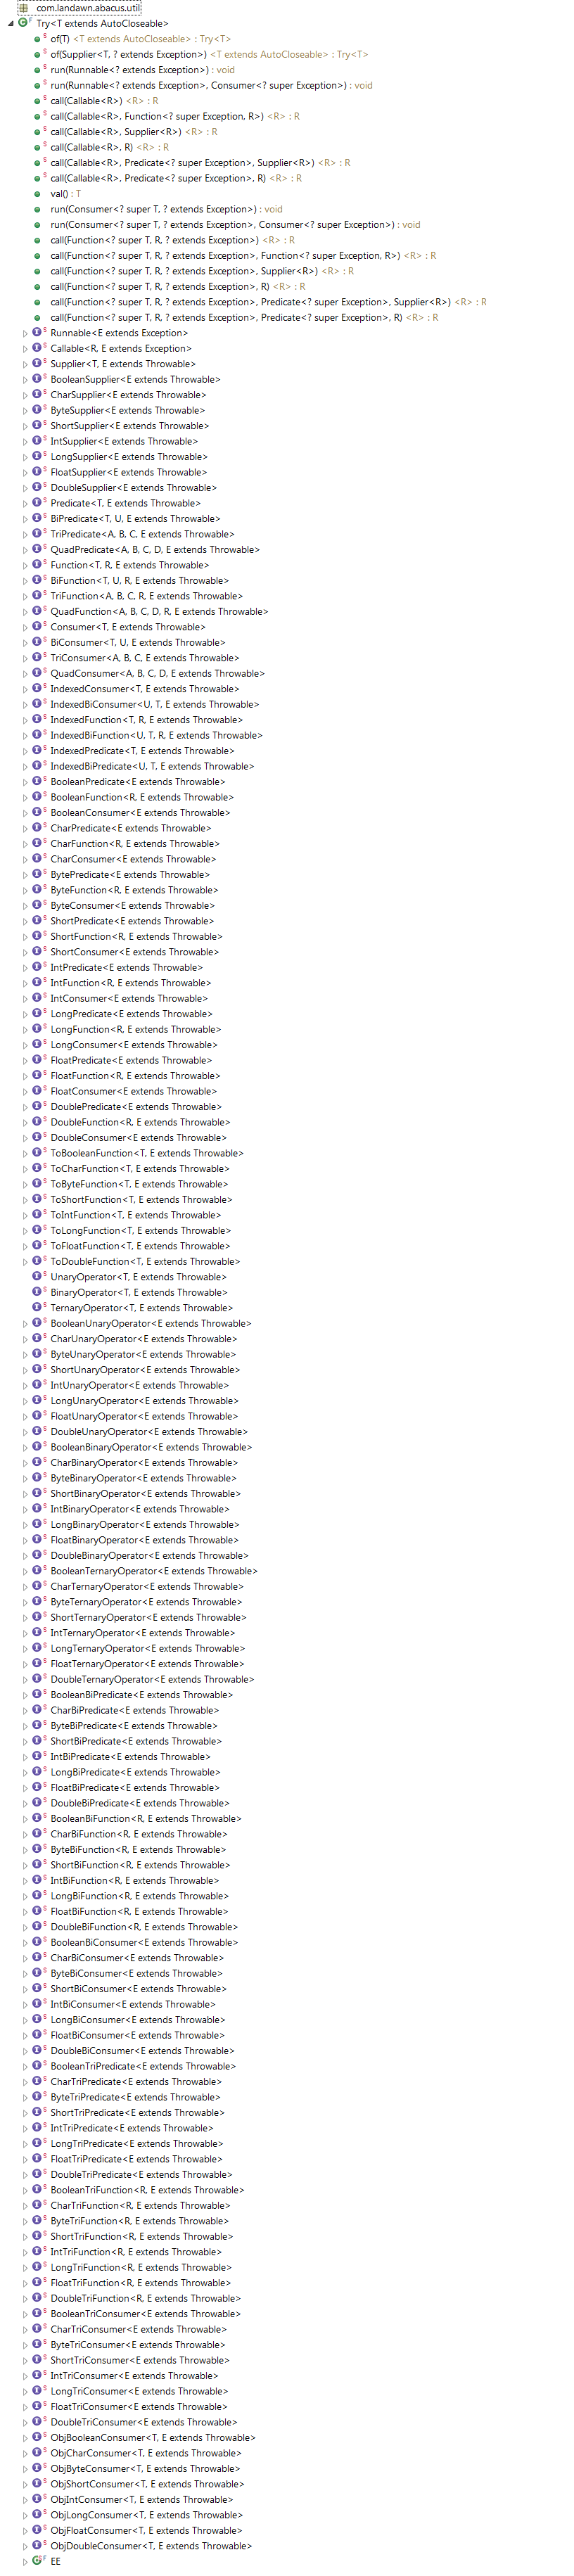 com.landawn.abacus.util
Try<T extends AutoCloseable>
of(T) <T extends AutoCloseable> : Try<T>
of(Supplier<T, ? extends Exception>) <T extends AutoCloseable> : Try<T>
run(Runnable<? extends Exception>) : void
run(Runnable<? extends Exception>, Consumer<? super Exception>) : void
call(Callable<R>) <R> : R
call(Callable<R>, Function<? super Exception, R>) <R> : R
call(Callable<R>, Supplier<R>) <R> : R
call(Callable<R>, R) <R> : R
call(Callable<R>, Predicate<? super Exception>, Supplier<R>) <R> : R
call(Callable<R>, Predicate<? super Exception>, R) <R> : R
val() : T
run(Consumer<? super T, ? extends Exception>) : void
run(Consumer<? super T, ? extends Exception>, Consumer<? super Exception>) : void
call(Function<? super T, R, ? extends Exception>) <R> : R
call(Function<? super T, R, ? extends Exception>, Function<? super Exception, R>) <R> : R
call(Function<? super T, R, ? extends Exception>, Supplier<R>) <R> : R
call(Function<? super T, R, ? extends Exception>, R) <R> : R
call(Function<? super T, R, ? extends Exception>, Predicate<? super Exception>, Supplier<R>) <R> : R
call(Function<? super T, R, ? extends Exception>, Predicate<? super Exception>, R) <R> : R
Runnable<E extends Exception>
Callable<R, E extends Exception>
Supplier<T, E extends Throwable>
BooleanSupplier<E extends Throwable>
CharSupplier<E extends Throwable>
ByteSupplier<E extends Throwable>
ShortSupplier<E extends Throwable>
IntSupplier<E extends Throwable>
LongSupplier<E extends Throwable>
FloatSupplier<E extends Throwable>
DoubleSupplier<E extends Throwable>
Predicate<T, E extends Throwable>
BiPredicate<T, U, E extends Throwable>
TriPredicate<A, B, C, E extends Throwable>
QuadPredicate<A, B, C, D, E extends Throwable>
Function<T, R, E extends Throwable>
BiFunction<T, U, R, E extends Throwable>
TriFunction<A, B, C, R, E extends Throwable>
QuadFunction<A, B, C, D, R, E extends Throwable>
Consumer<T, E extends Throwable>
BiConsumer<T, U, E extends Throwable>
TriConsumer<A, B, C, E extends Throwable>
QuadConsumer<A, B, C, D, E extends Throwable>
IndexedConsumer<T, E extends Throwable>
IndexedBiConsumer<U, T, E extends Throwable>
IndexedFunction<T, R, E extends Throwable>
IndexedBiFunction<U, T, R, E extends Throwable>
IndexedPredicate<T, E extends Throwable>
IndexedBiPredicate<U, T, E extends Throwable>
BooleanPredicate<E extends Throwable>
BooleanFunction<R, E extends Throwable>
BooleanConsumer<E extends Throwable>
CharPredicate<E extends Throwable>
CharFunction<R, E extends Throwable>
CharConsumer<E extends Throwable>
BytePredicate<E extends Throwable>
ByteFunction<R, E extends Throwable>
ByteConsumer<E extends Throwable>
ShortPredicate<E extends Throwable>
ShortFunction<R, E extends Throwable>
ShortConsumer<E extends Throwable>
IntPredicate<E extends Throwable>
IntFunction<R, E extends Throwable>
IntConsumer<E extends Throwable>
LongPredicate<E extends Throwable>
LongFunction<R, E extends Throwable>
LongConsumer<E extends Throwable>
FloatPredicate<E extends Throwable>
FloatFunction<R, E extends Throwable>
FloatConsumer<E extends Throwable>
DoublePredicate<E extends Throwable>
DoubleFunction<R, E extends Throwable>
DoubleConsumer<E extends Throwable>
ToBooleanFunction<T, E extends Throwable>
ToCharFunction<T, E extends Throwable>
ToByteFunction<T, E extends Throwable>
ToShortFunction<T, E extends Throwable>
ToIntFunction<T, E extends Throwable>
ToLongFunction<T, E extends Throwable>
ToFloatFunction<T, E extends Throwable>
ToDoubleFunction<T, E extends Throwable>
UnaryOperator<T, E extends Throwable>
BinaryOperator<T, E extends Throwable>
TernaryOperator<T, E extends Throwable>
BooleanUnaryOperator<E extends Throwable>
CharUnaryOperator<E extends Throwable>
ByteUnaryOperator<E extends Throwable>
ShortUnaryOperator<E extends Throwable>
IntUnaryOperator<E extends Throwable>
LongUnaryOperator<E extends Throwable>
FloatUnaryOperator<E extends Throwable>
DoubleUnaryOperator<E extends Throwable>
BooleanBinaryOperator<E extends Throwable>
CharBinaryOperator<E extends Throwable>
ByteBinaryOperator<E extends Throwable>
ShortBinaryOperator<E extends Throwable>
IntBinaryOperator<E extends Throwable>
LongBinaryOperator<E extends Throwable>
FloatBinaryOperator<E extends Throwable>
DoubleBinaryOperator<E extends Throwable>
BooleanTernaryOperator<E extends Throwable>
CharTernaryOperator<E extends Throwable>
ByteTernaryOperator<E extends Throwable>
ShortTernaryOperator<E extends Throwable>
IntTernaryOperator<E extends Throwable>
LongTernaryOperator<E extends Throwable>
FloatTernaryOperator<E extends Throwable>
DoubleTernaryOperator<E extends Throwable>
BooleanBiPredicate<E extends Throwable>
CharBiPredicate<E extends Throwable>
ByteBiPredicate<E extends Throwable>
ShortBiPredicate<E extends Throwable>
IntBiPredicate<E extends Throwable>
LongBiPredicate<E extends Throwable>
FloatBiPredicate<E extends Throwable>
DoubleBiPredicate<E extends Throwable>
BooleanBiFunction<R, E extends Throwable>
CharBiFunction<R, E extends Throwable>
ByteBiFunction<R, E extends Throwable>
ShortBiFunction<R, E extends Throwable>
IntBiFunction<R, E extends Throwable>
LongBiFunction<R, E extends Throwable>
FloatBiFunction<R, E extends Throwable>
DoubleBiFunction<R, E extends Throwable>
BooleanBiConsumer<E extends Throwable>
CharBiConsumer<E extends Throwable>
ByteBiConsumer<E extends Throwable>
ShortBiConsumer<E extends Throwable>
IntBiConsumer<E extends Throwable>
LongBiConsumer<E extends Throwable>
FloatBiConsumer<E extends Throwable>
DoubleBiConsumer<E extends Throwable>
BooleanTriPredicate<E extends Throwable>
CharTriPredicate<E extends Throwable>
ByteTriPredicate<E extends Throwable>
ShortTriPredicate<E extends Throwable>
IntTriPredicate<E extends Throwable>
LongTriPredicate<E extends Throwable>
FloatTriPredicate<E extends Throwable>
DoubleTriPredicate<E extends Throwable>
BooleanTriFunction<R, E extends Throwable>
CharTriFunction<R, E extends Throwable>
ByteTriFunction<R, E extends Throwable>
ShortTriFunction<R, E extends Throwable>
IntTriFunction<R, E extends Throwable>
LongTriFunction<R, E extends Throwable>
FloatTriFunction<R, E extends Throwable>
DoubleTriFunction<R, E extends Throwable>
BooleanTriConsumer<E extends Throwable>
CharTriConsumer<E extends Throwable>
ByteTriConsumer<E extends Throwable>
ShortTriConsumer<E extends Throwable>
IntTriConsumer<E extends Throwable>
LongTriConsumer<E extends Throwable>
FloatTriConsumer<E extends Throwable>
DoubleTriConsumer<E extends Throwable>
ObjBooleanConsumer<T, E extends Throwable>
ObjCharConsumer<T, E extends Throwable>
ObjByteConsumer<T, E extends Throwable>
ObjShortConsumer<T, E extends Throwable>
ObjIntConsumer<T, E extends Throwable>
ObjLongConsumer<T, E extends Throwable>
ObjFloatConsumer<T, E extends Throwable>
ObjDoubleConsumer<T, E extends Throwable>
EE